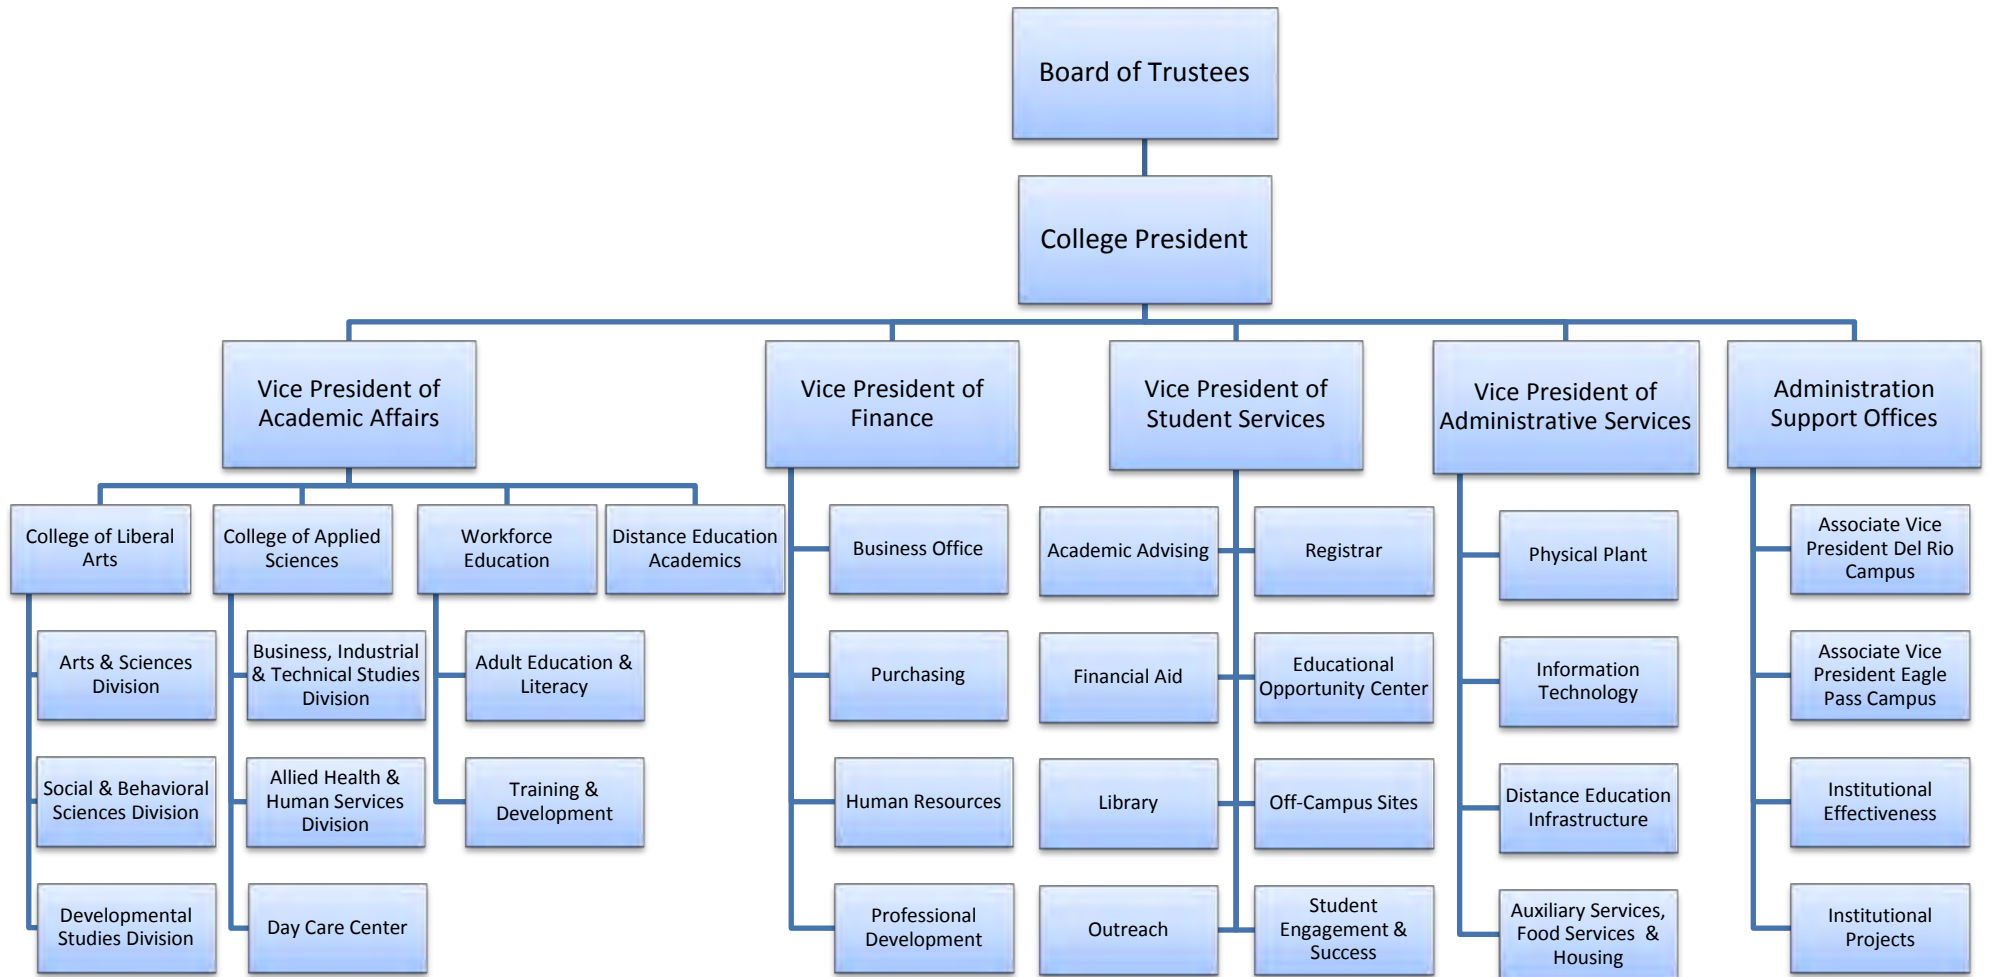 Board of Trustees
College President
Vice President of
Academic Affairs
Vice President of
Finance
Vice President of
Student Services
Vice President of
Administrative Services
Administration
Support Offices
College of Liberal
Arts
College of Applied
Sciences
Workforce
Education
Distance Education
Academics
Arts & Sciences
Division
Social & Behavioral
Sciences Division
Developmental
Studies Division
Business, Industrial
& Technical Studies
Division
Allied Health &
Human Services
Division
Day Care Center
Adult Education &
Literacy
Training &
Development
Business Office
Purchasing
Human Resources
Professional
Development
Academic Advising
Registrar
Financial Aid
Educational
Opportunity Center
Library
Off-Campus Sites
Outreach
Student
Engagement &
Success
Physical Plant
Information
Technology
Distance Education
Infrastructure
Auxiliary Services,
Food Services &
Housing
Associate Vice
President Del Rio
Campus
Associate Vice
President Eagle
Pass Campus
Institutional
Effectiveness
Institutional
Projects